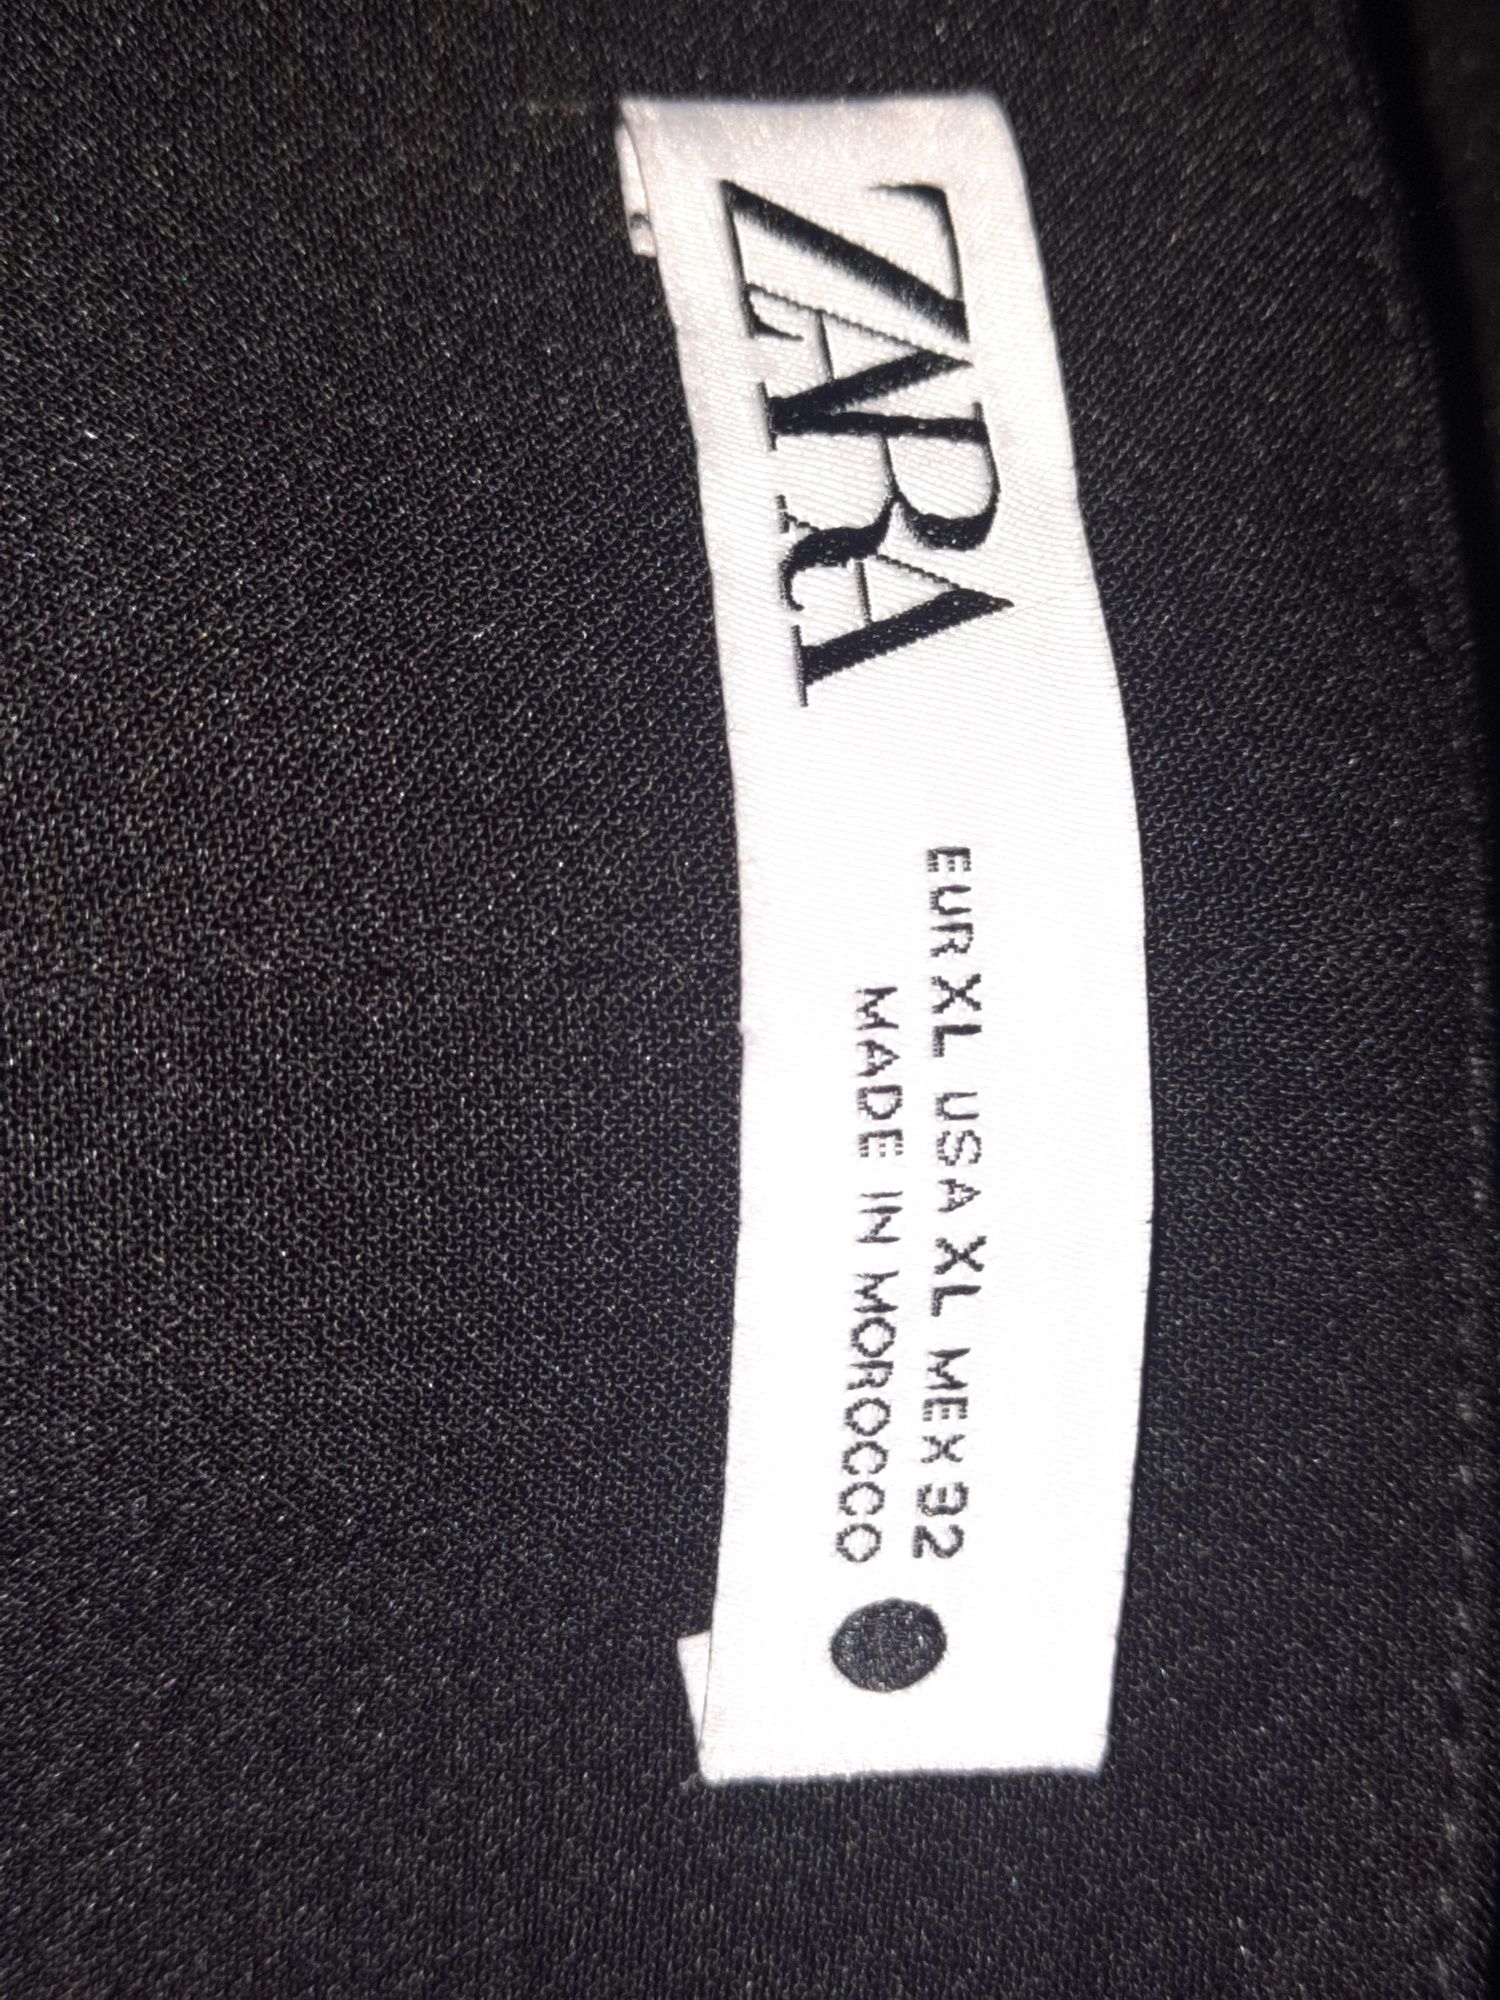 ZARA
EUR XL USA XL MEX 32
MADE IN MOROCCO